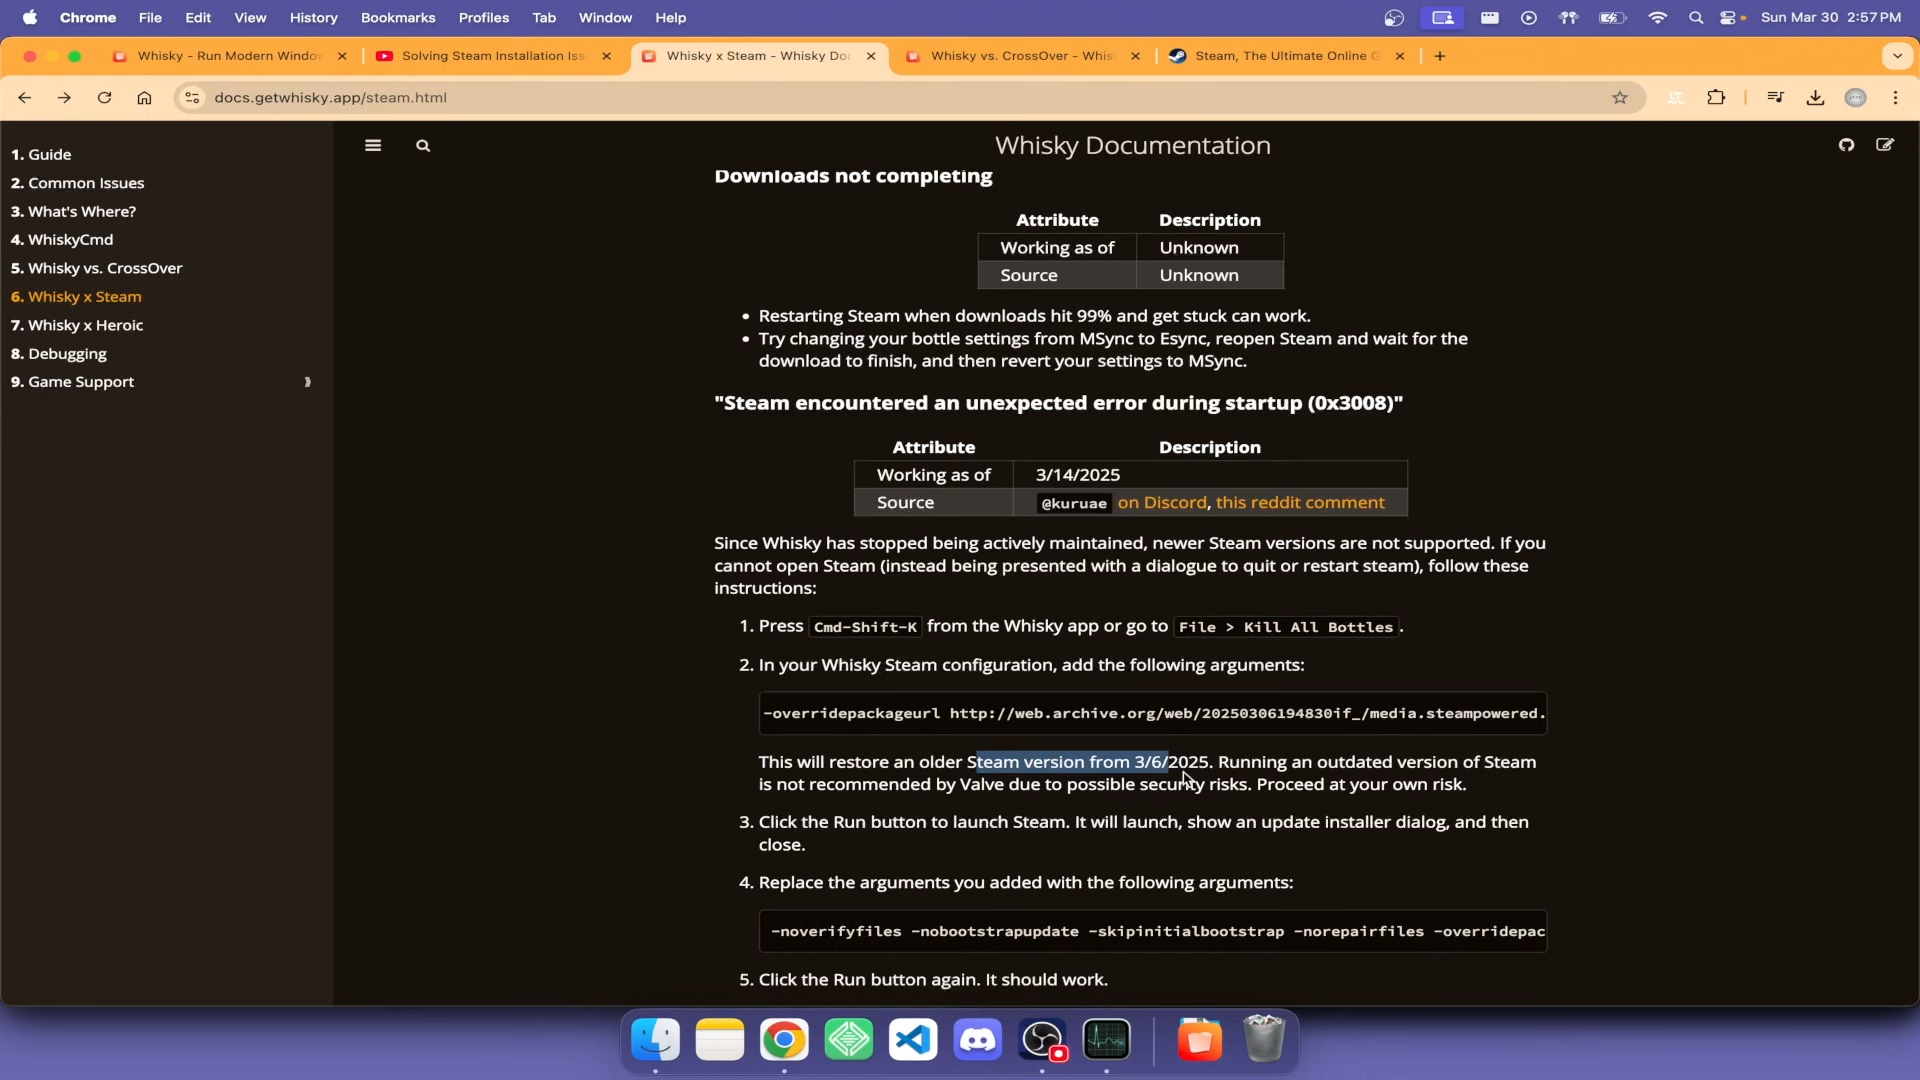 Chrome File Edit View History Bookmarks Profiles Tab Window Help Sun Mar 30 2:57 PM
Whisky - Run Modern Window Solving Steam Installation Iss Whisky x Steam - Whisky Doc Whisky vs. CrossOver - Whis Steam, The Ultimate Online G
docs.getwhisky.app/steam.html
1. Guide
2. Common Issues
3. What's Where?
4. WhiskyCmd
5. Whisky vs. CrossOver
6. Whisky x Steam
7. Whisky x Heroic
8. Debugging
9. Game Support
Whisky Documentation
Downloads not completing
Attribute Description
Working as of Unknown
Source Unknown
• Restarting Steam when downloads hit 99% and get stuck can work.
• Try changing your bottle settings from MSync to Esync, reopen Steam and wait for the
download to finish, and then revert your settings to MSync.
"Steam encountered an unexpected error during startup (0x3008)"
Attribute Description
Working as of 3/14/2025
Source @kuruae on Discord, this reddit comment
Since Whisky has stopped being actively maintained, newer Steam versions are not supported. If you
cannot open Steam (instead being presented with a dialogue to quit or restart steam), follow these
instructions:
1. Press Cmd-Shift-K from the Whisky app or go to File > Kill All Bottles.
2. In your Whisky Steam configuration, add the following arguments:
-overridepackageurl http://web.archive.org/web/20250306194830if_/media.steampowered.
This will restore an older Steam version from 3/6/2025. Running an outdated version of Steam
is not recommended by Valve due to possible security risks. Proceed at your own risk.
3. Click the Run button to launch Steam. It will launch, show an update installer dialog, and then
close.
4. Replace the arguments you added with the following arguments:
-noverifyfiles -nobootstrapupdate -skipinitialbootstrap -norepairfiles -overridepac
5. Click the Run button again. It should work.